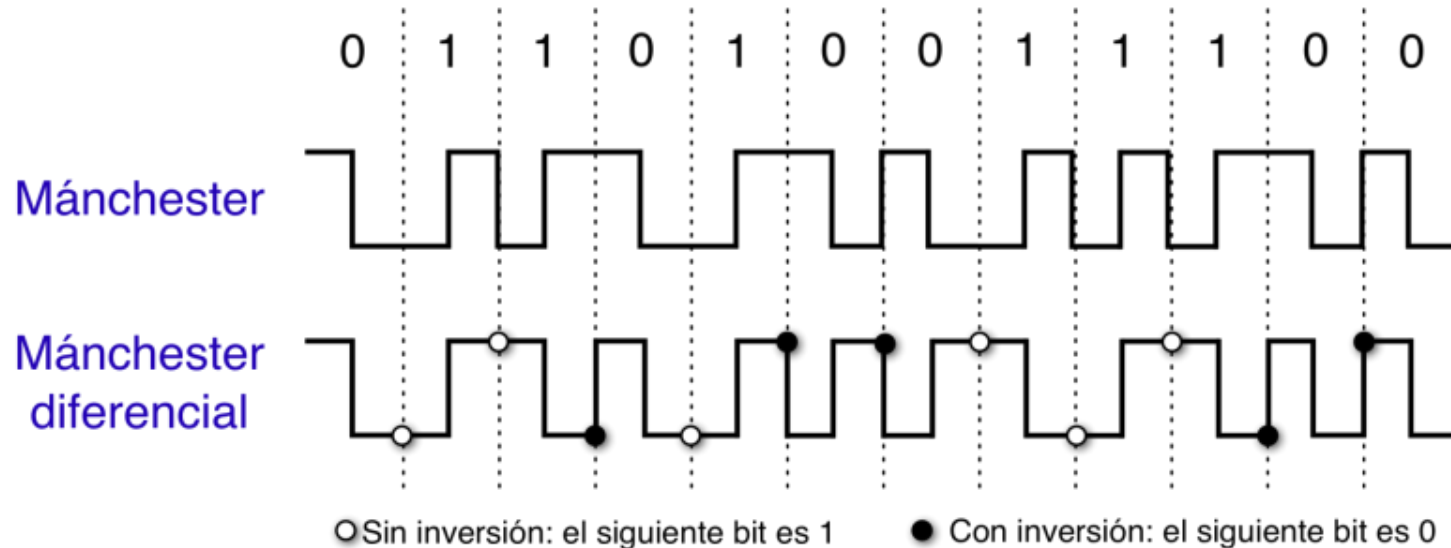 0 1 1 0 1 0 0 1 1 1 0 0
Mánchester
Mánchester
diferencial
Sin inversión: el siguiente bit es 1
Con inversión: el siguiente bit es 0